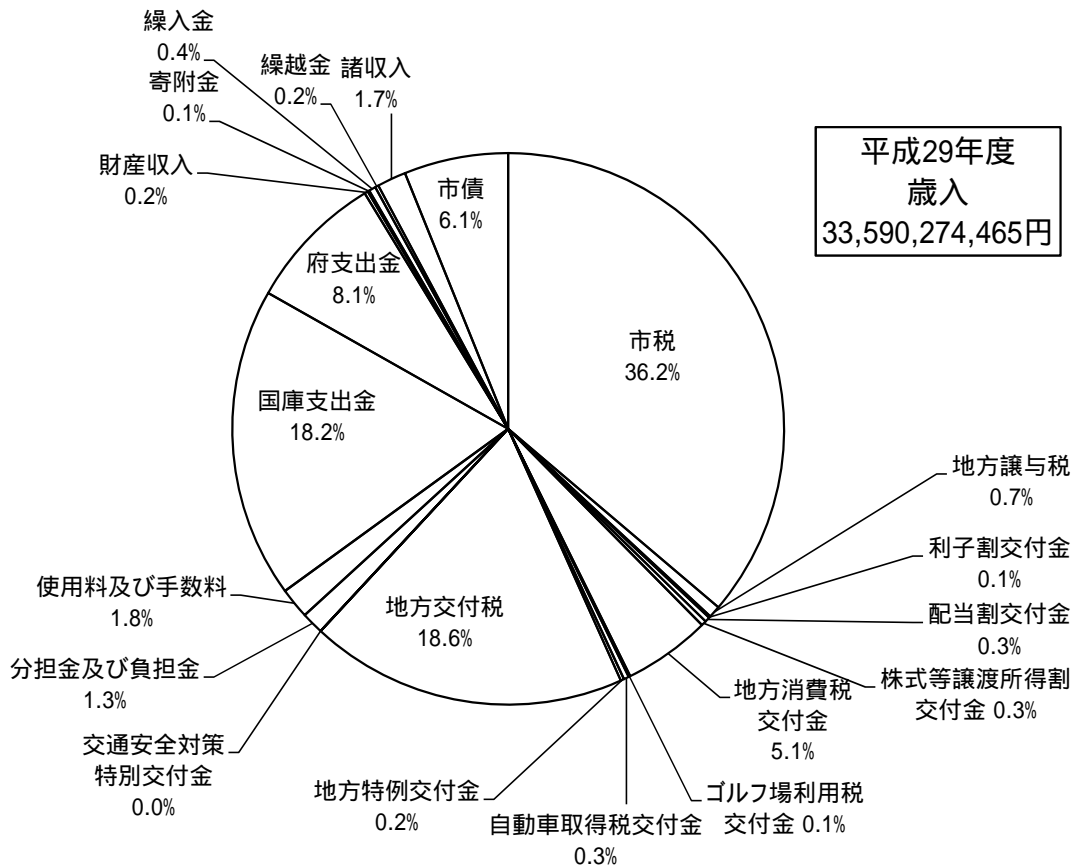 平成29年度
歳入
33,590,274,465円
市税
36.2%
地方譲与税
0.7%
利子割交付金
0.1%
配当割交付金
0.3%
株式等譲渡所得割
交付金 0.3%
地方消費税
交付金
5.1%
ゴルフ場利用税
交付金 0.1%
自動車取得税交付金
0.3%
地方特例交付金
0.2%
地方交付税
18.6%
交通安全対策
特別交付金
0.0%
分担金及び負担金
1.3%
使用料及び手数料
1.8%
国庫支出金
18.2%
府支出金
8.1%
財産収入
0.2%
寄附金
0.1%
繰入金
0.4%
繰越金
0.2%
諸収入
1.7%
市債
6.1%